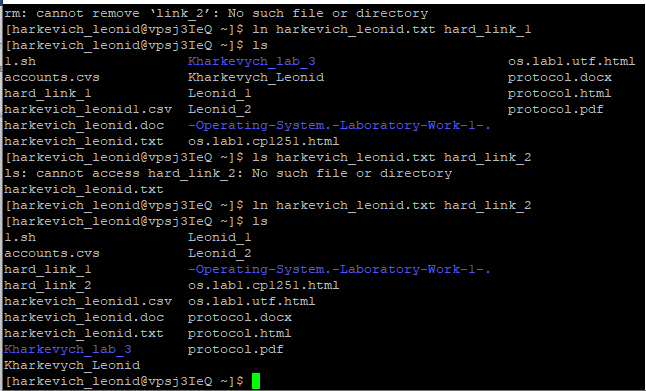 rm: cannot remove ‘link_2’: No such file or directory
[harkevich_leonid@vpsj3IeQ ~]$ ln harkevich_leonid.txt hard_link_1
[harkevich_leonid@vpsj3IeQ ~]$ ls
1.sh Kharkevych_lab_3 os.lab1.utf.html
accounts.cvs Kharkevych_Leonid protocol.docx
hard_link_1 Leonid_1 protocol.html
harkevich_leonid1.csv Leonid_2 protocol.pdf
harkevich_leonid.doc -Operating-System.-Laboratory-Work-1-.
harkevich_leonid.txt os.lab1.cp1251.html
[harkevich_leonid@vpsj3IeQ ~]$ ls harkevich_leonid.txt hard_link_2
ls: cannot access hard_link_2: No such file or directory
harkevich_leonid.txt
[harkevich_leonid@vpsj3IeQ ~]$ ln harkevich_leonid.txt hard_link_2
[harkevich_leonid@vpsj3IeQ ~]$ ls
1.sh Leonid_1
accounts.cvs Leonid_2
hard_link_1 -Operating-System.-Laboratory-Work-1-.
hard_link_2 os.lab1.cp1251.html
harkevich_leonid1.csv os.lab1.utf.html
harkevich_leonid.doc protocol.docx
harkevich_leonid.txt protocol.html
Kharkevych_lab_3 protocol.pdf
Kharkevych_Leonid
[harkevich_leonid@vpsj3IeQ ~]$